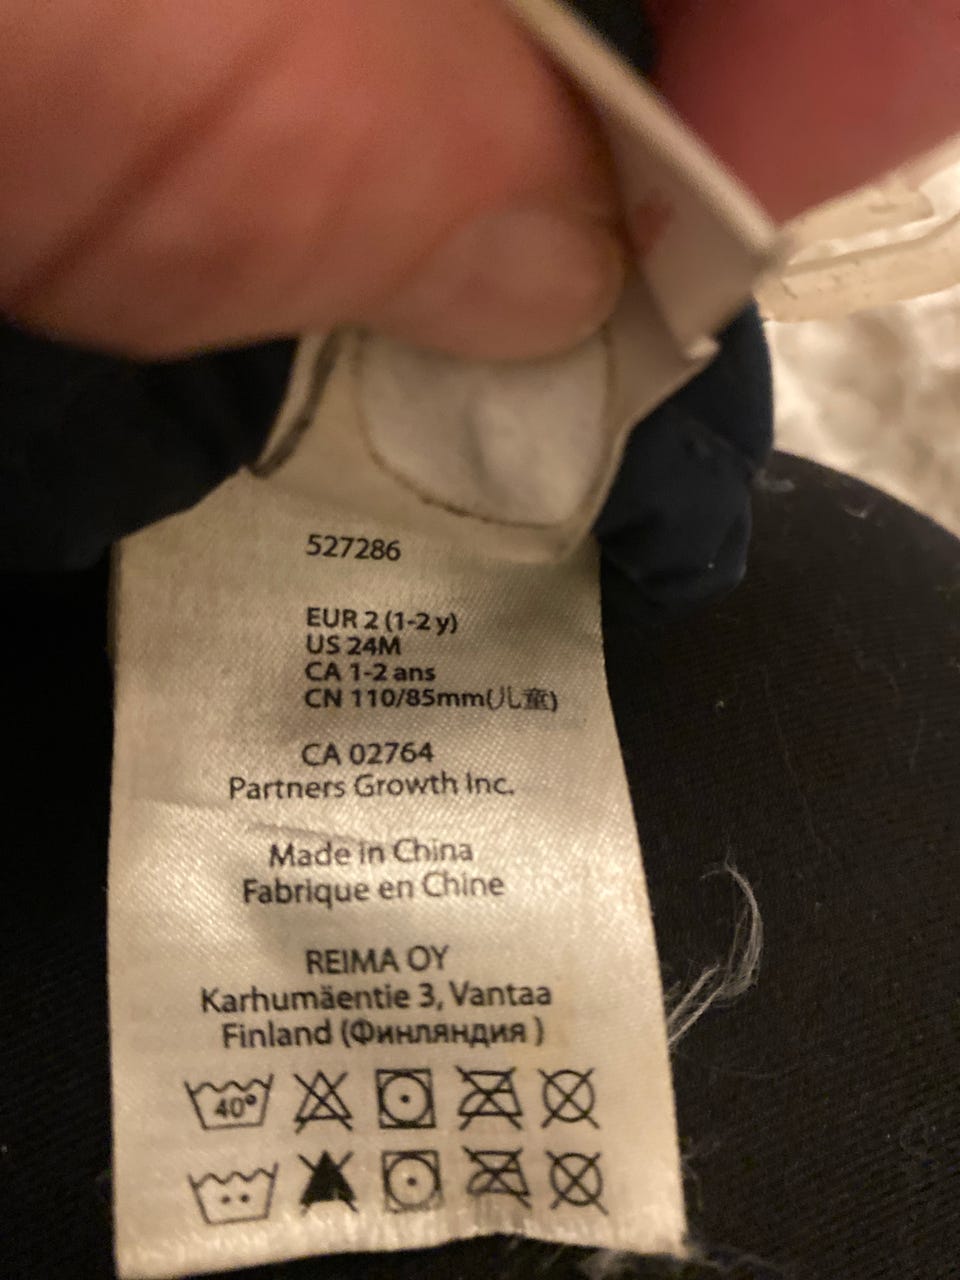 527286
EUR 2 (1-2 y)
US 24M
CA 1-2 ans
CN 110/85mm(儿童)
CA 02764
Partners Growth Inc.
Made in China
Fabrique en Chine
REIMA OY
Karhumäentie 3, Vantaa
Finland (Финляндия )
40°